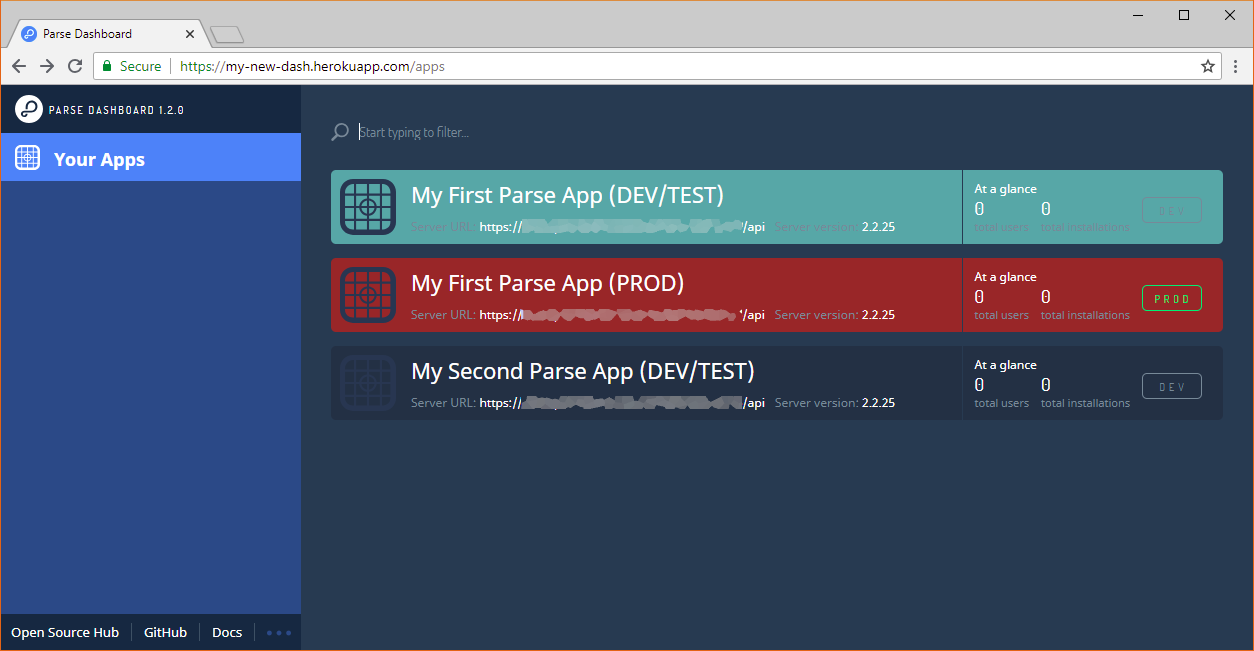 Parse Dashboard
Secure https://my-new-dash.herokuapp.com/apps
PARSE DASHBOARD 1.2.0
Your Apps
Start typing to filter...
My First Parse App (DEV/TEST)
Server URL: https:// /api Server version: 2.2.25
At a glance
0 0
total users total installations
DEV
My First Parse App (PROD)
Server URL: https:// /api Server version: 2.2.25
At a glance
0 0
total users total installations
PROD
My Second Parse App (DEV/TEST)
Server URL: https:// /api Server version: 2.2.25
At a glance
0 0
total users total installations
DEV
Open Source Hub GitHub Docs